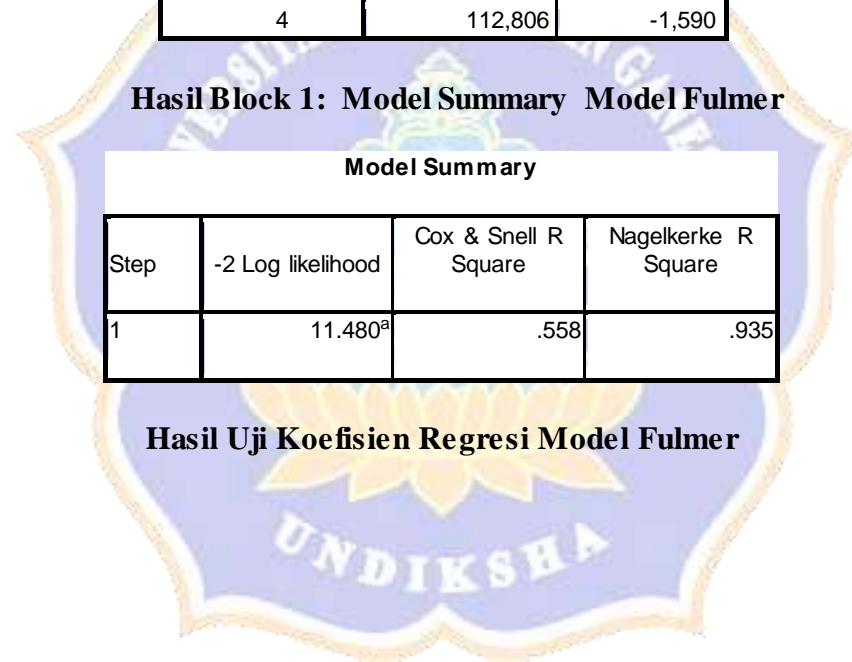 4 112,806 -1,590
Hasil Block 1: Model Summary Model Fulmer
Model Summary
Step -2 Log likelihood Cox & Snell R Square Nagelkerke R Square
1 11.480a .558 .935
Hasil Uji Koefisien Regresi Model Fulmer
UNDIKSHA